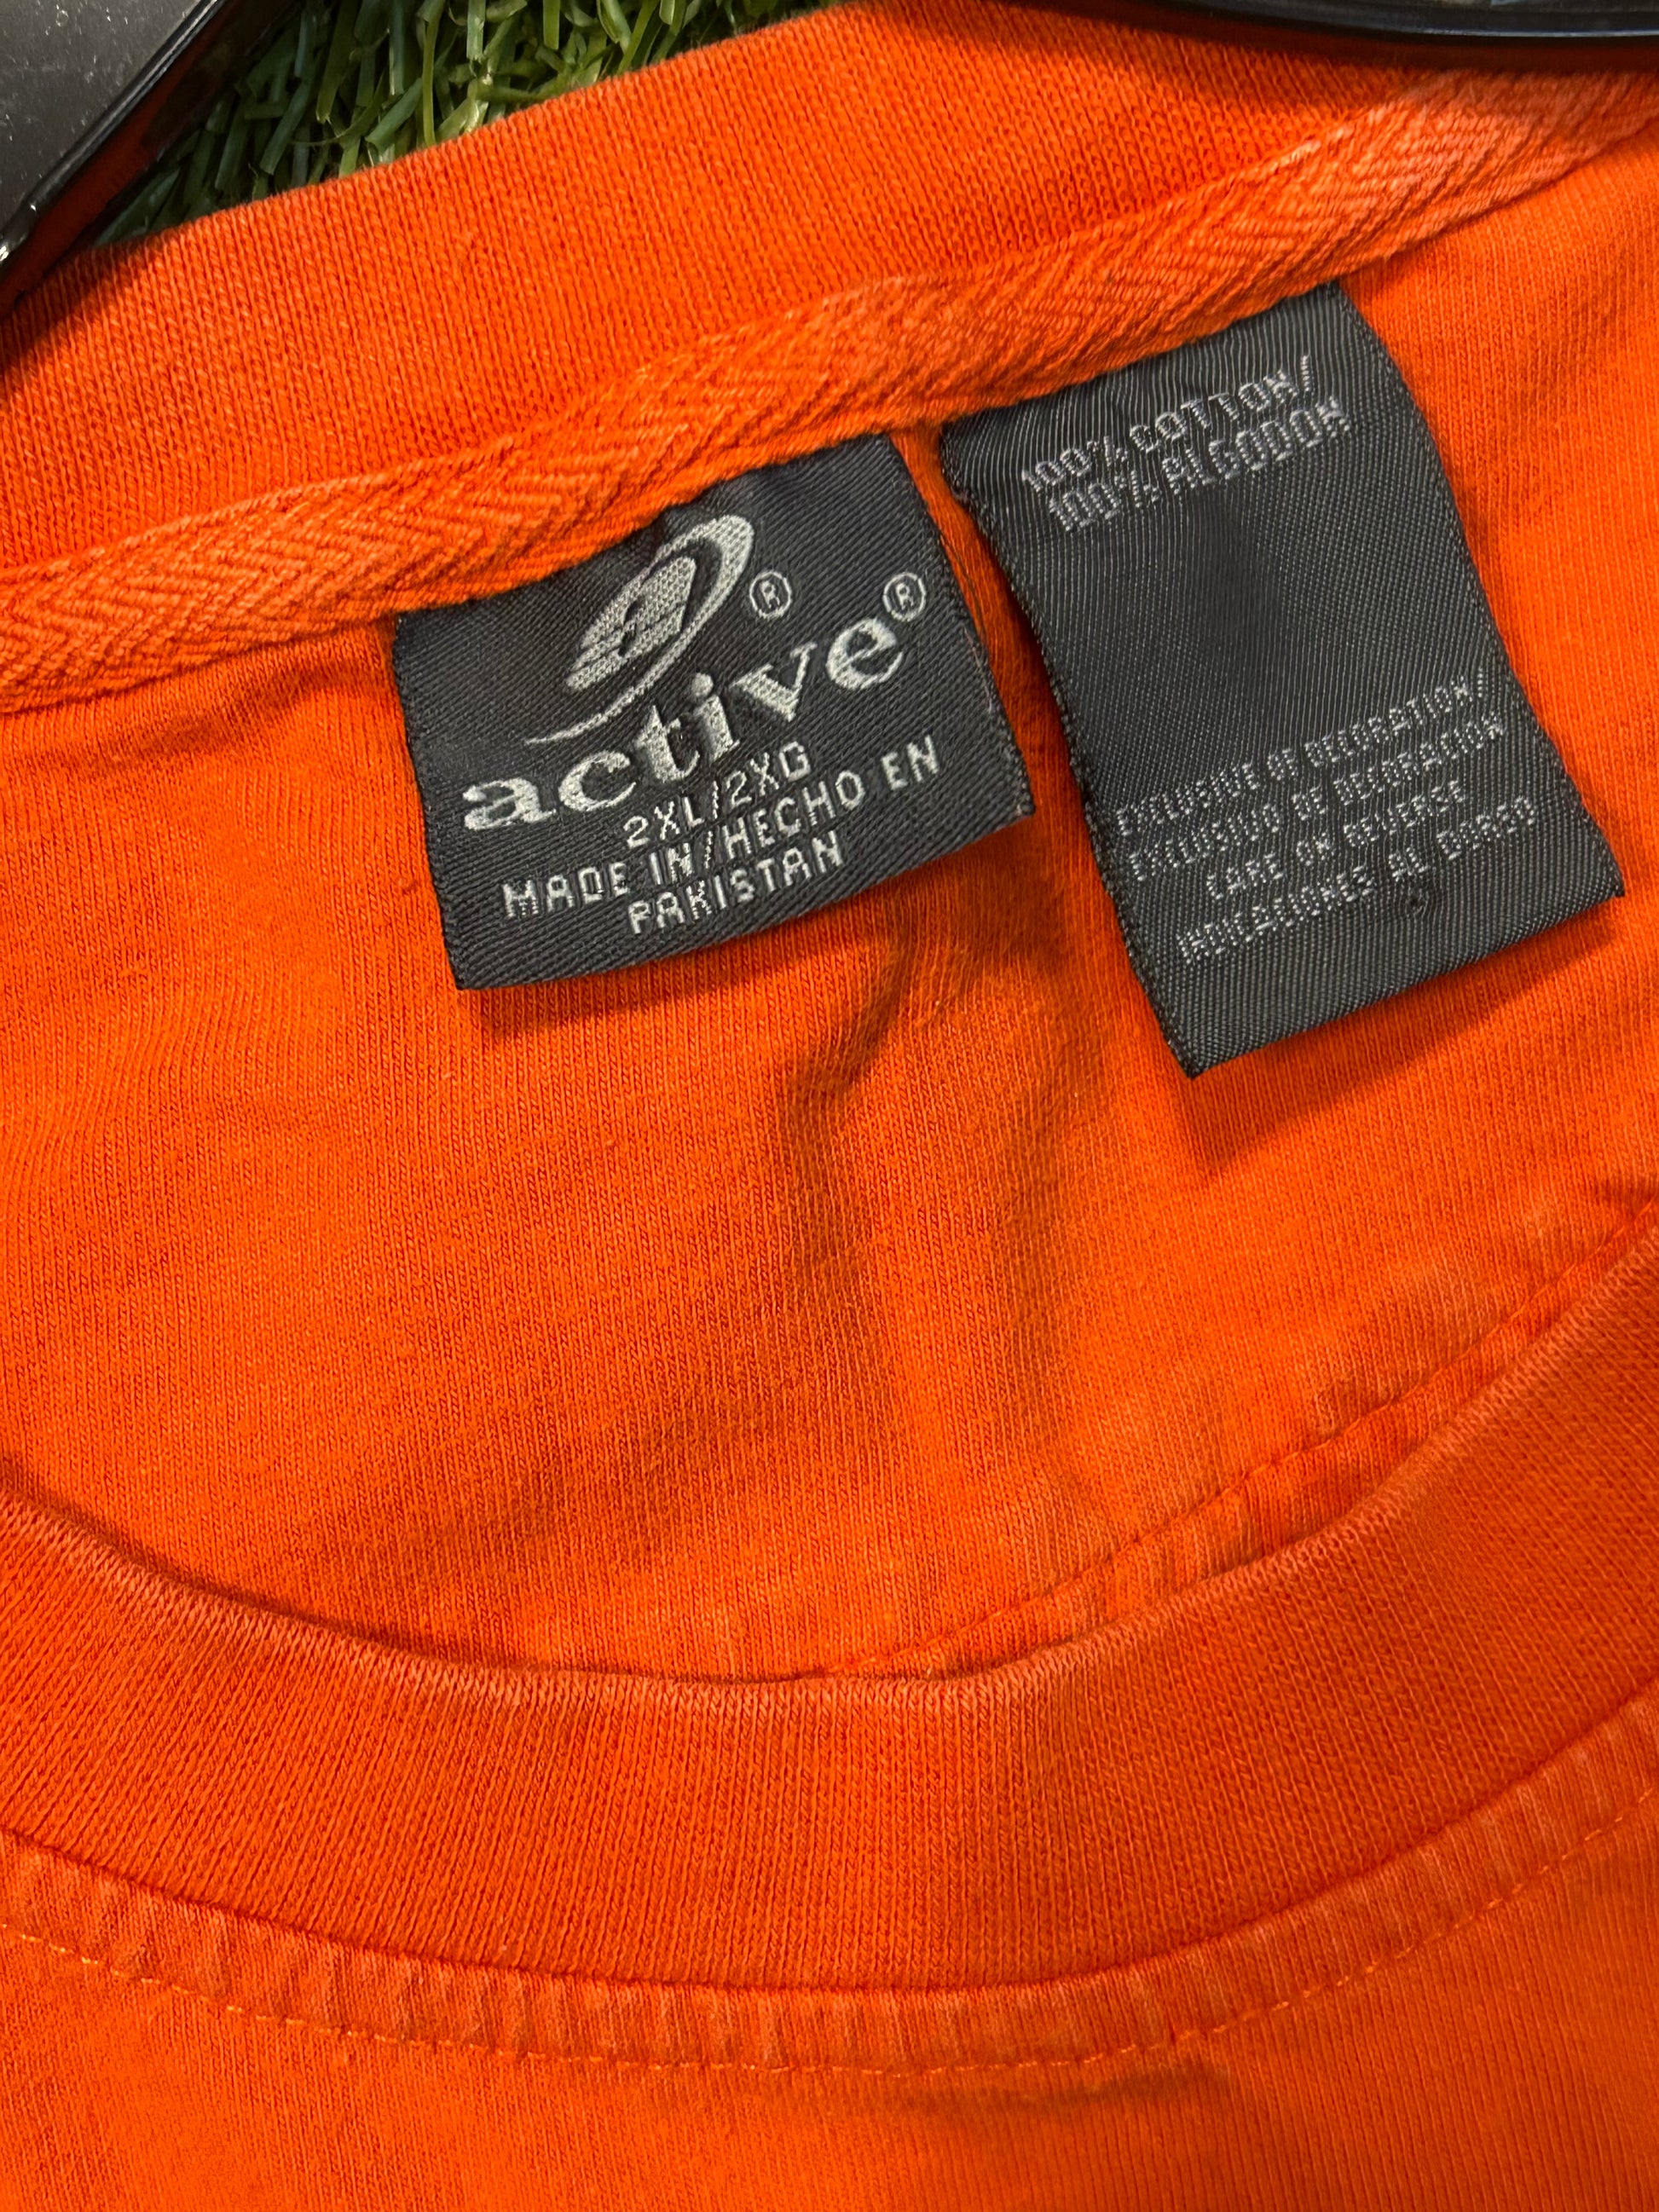 ®
active®
2XL/2XG
MADE IN/HECHO EN
PAKISTAN
100% COTTON/
100% ALGODON
EXCLUSIVE OF DECORATION/
EXCLUSIVO DE DECORACION
CARE ON REVERSE
INDICACIONES AL DORSO